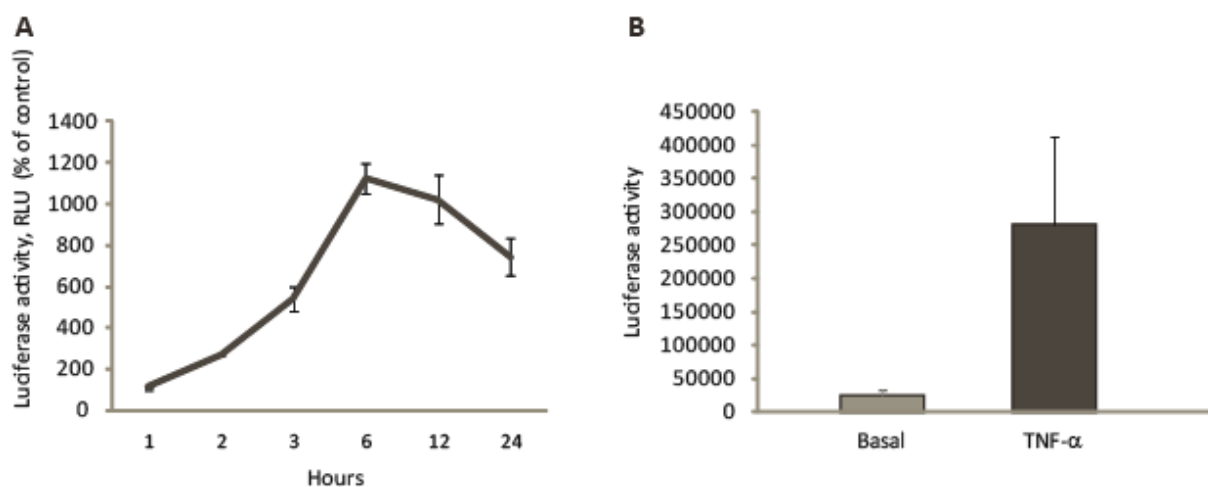 A
Luciferase activity, RLU (% of control)
1400
1200
1000
800
600
400
200
0
1 2 3 6 12 24
Hours
B
Luciferase activity
450000
400000
350000
300000
250000
200000
150000
100000
50000
0
Basal TNF-α